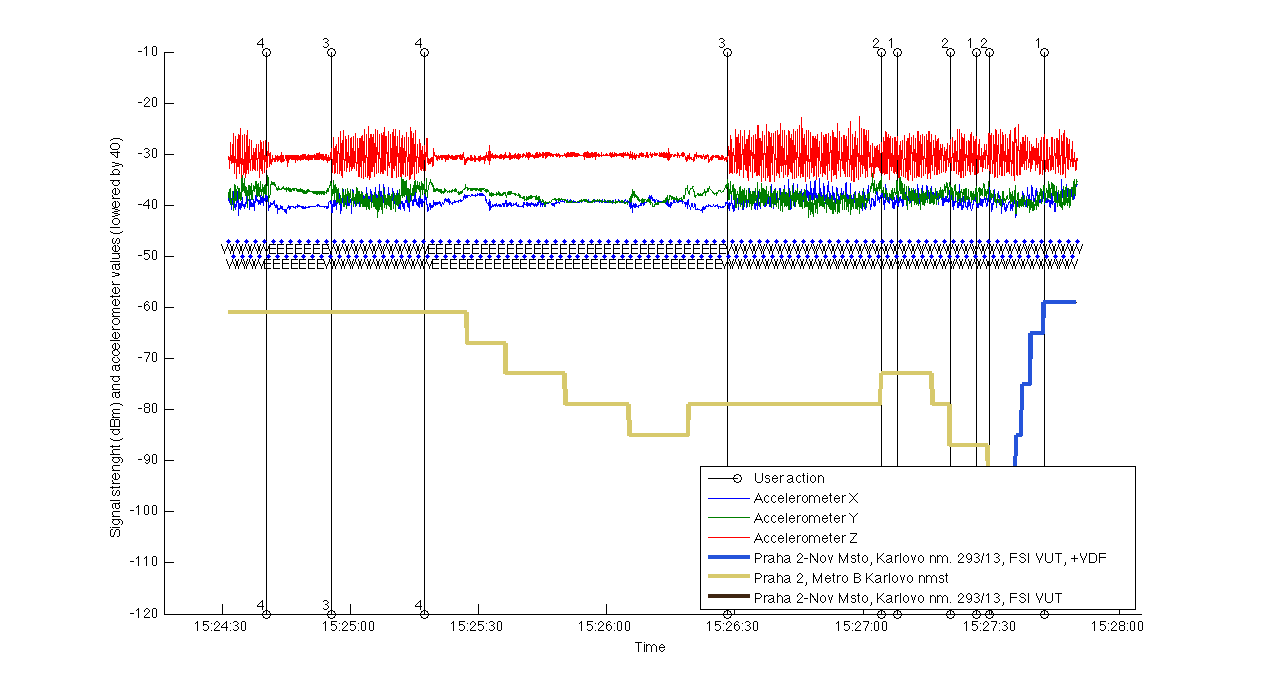 4 3 4 3 2 1 2 1 2 1
-10
-20
-30
-40
-50
-60
-70
-80
-90
-100
-110
-120
Signal strenght (dBm) and accelerometer values (lowered by 40)
User action
Accelerometer X
Accelerometer Y
Accelerometer Z
Praha 2-Nov Msto, Karlovo nm. 293/13, FSI VUT, +VDF
Praha 2, Metro B Karlovo nmst
Praha 2-Nov Msto, Karlovo nm. 293/13, FSI VUT
4 3 4
15:24:30 15:25:00 15:25:30 15:26:00 15:26:30 15:27:00 15:27:30 15:28:00
Time